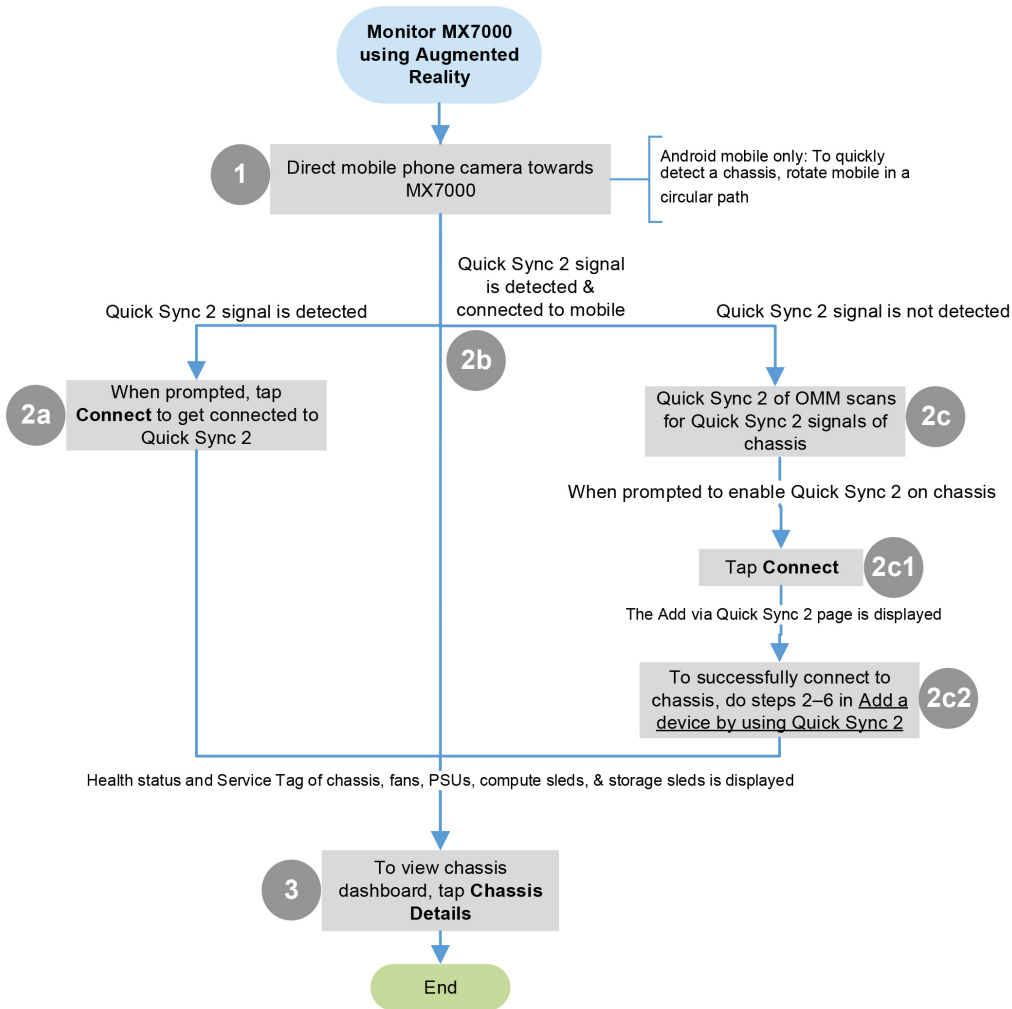 Monitor MX7000
using Augmented
Reality
1
Direct mobile phone camera towards
MX7000
Android mobile only: To quickly
detect a chassis, rotate mobile in a
circular path
Quick Sync 2 signal
is detected &
connected to mobile
Quick Sync 2 signal is detected
Quick Sync 2 signal is not detected
2b
2a
When prompted, tap
Connect to get connected to
Quick Sync 2
Quick Sync 2 of OMM scans
for Quick Sync 2 signals of
chassis
2c
When prompted to enable Quick Sync 2 on chassis
Tap Connect
2c1
The Add via Quick Sync 2 page is displayed
To successfully connect to
chassis, do steps 2–6 in Add a
device by using Quick Sync 2
2c2
Health status and Service Tag of chassis, fans, PSUs, compute sleds, & storage sleds is displayed
3
To view chassis
dashboard, tap Chassis
Details
End